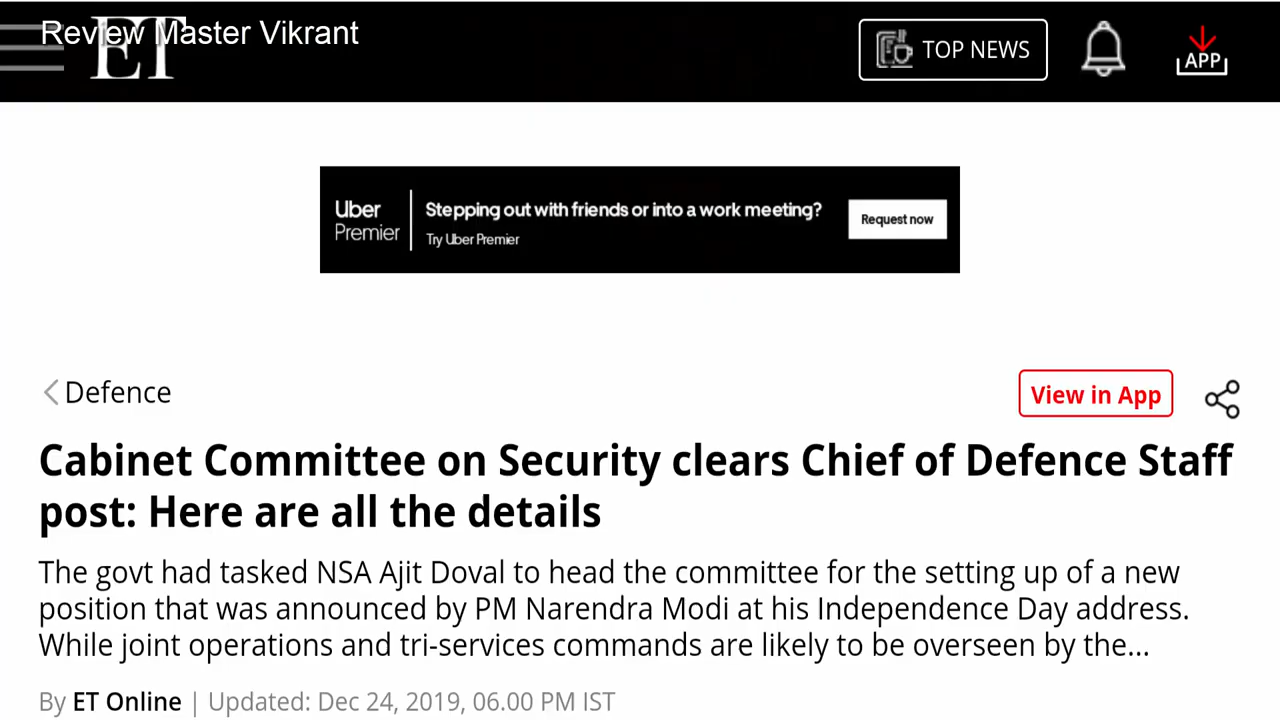 Review Master Vikrant
ET
TOP NEWS
APP
Uber
Premier
Stepping out with friends or into a work meeting?
Try Uber Premier
Request now
Defence
View in App
Cabinet Committee on Security clears Chief of Defence Staff
post: Here are all the details
The govt had tasked NSA Ajit Doval to head the committee for the setting up of a new
position that was announced by PM Narendra Modi at his Independence Day address.
While joint operations and tri-services commands are likely to be overseen by the...
By ET Online | Updated: Dec 24, 2019, 06.00 PM IST